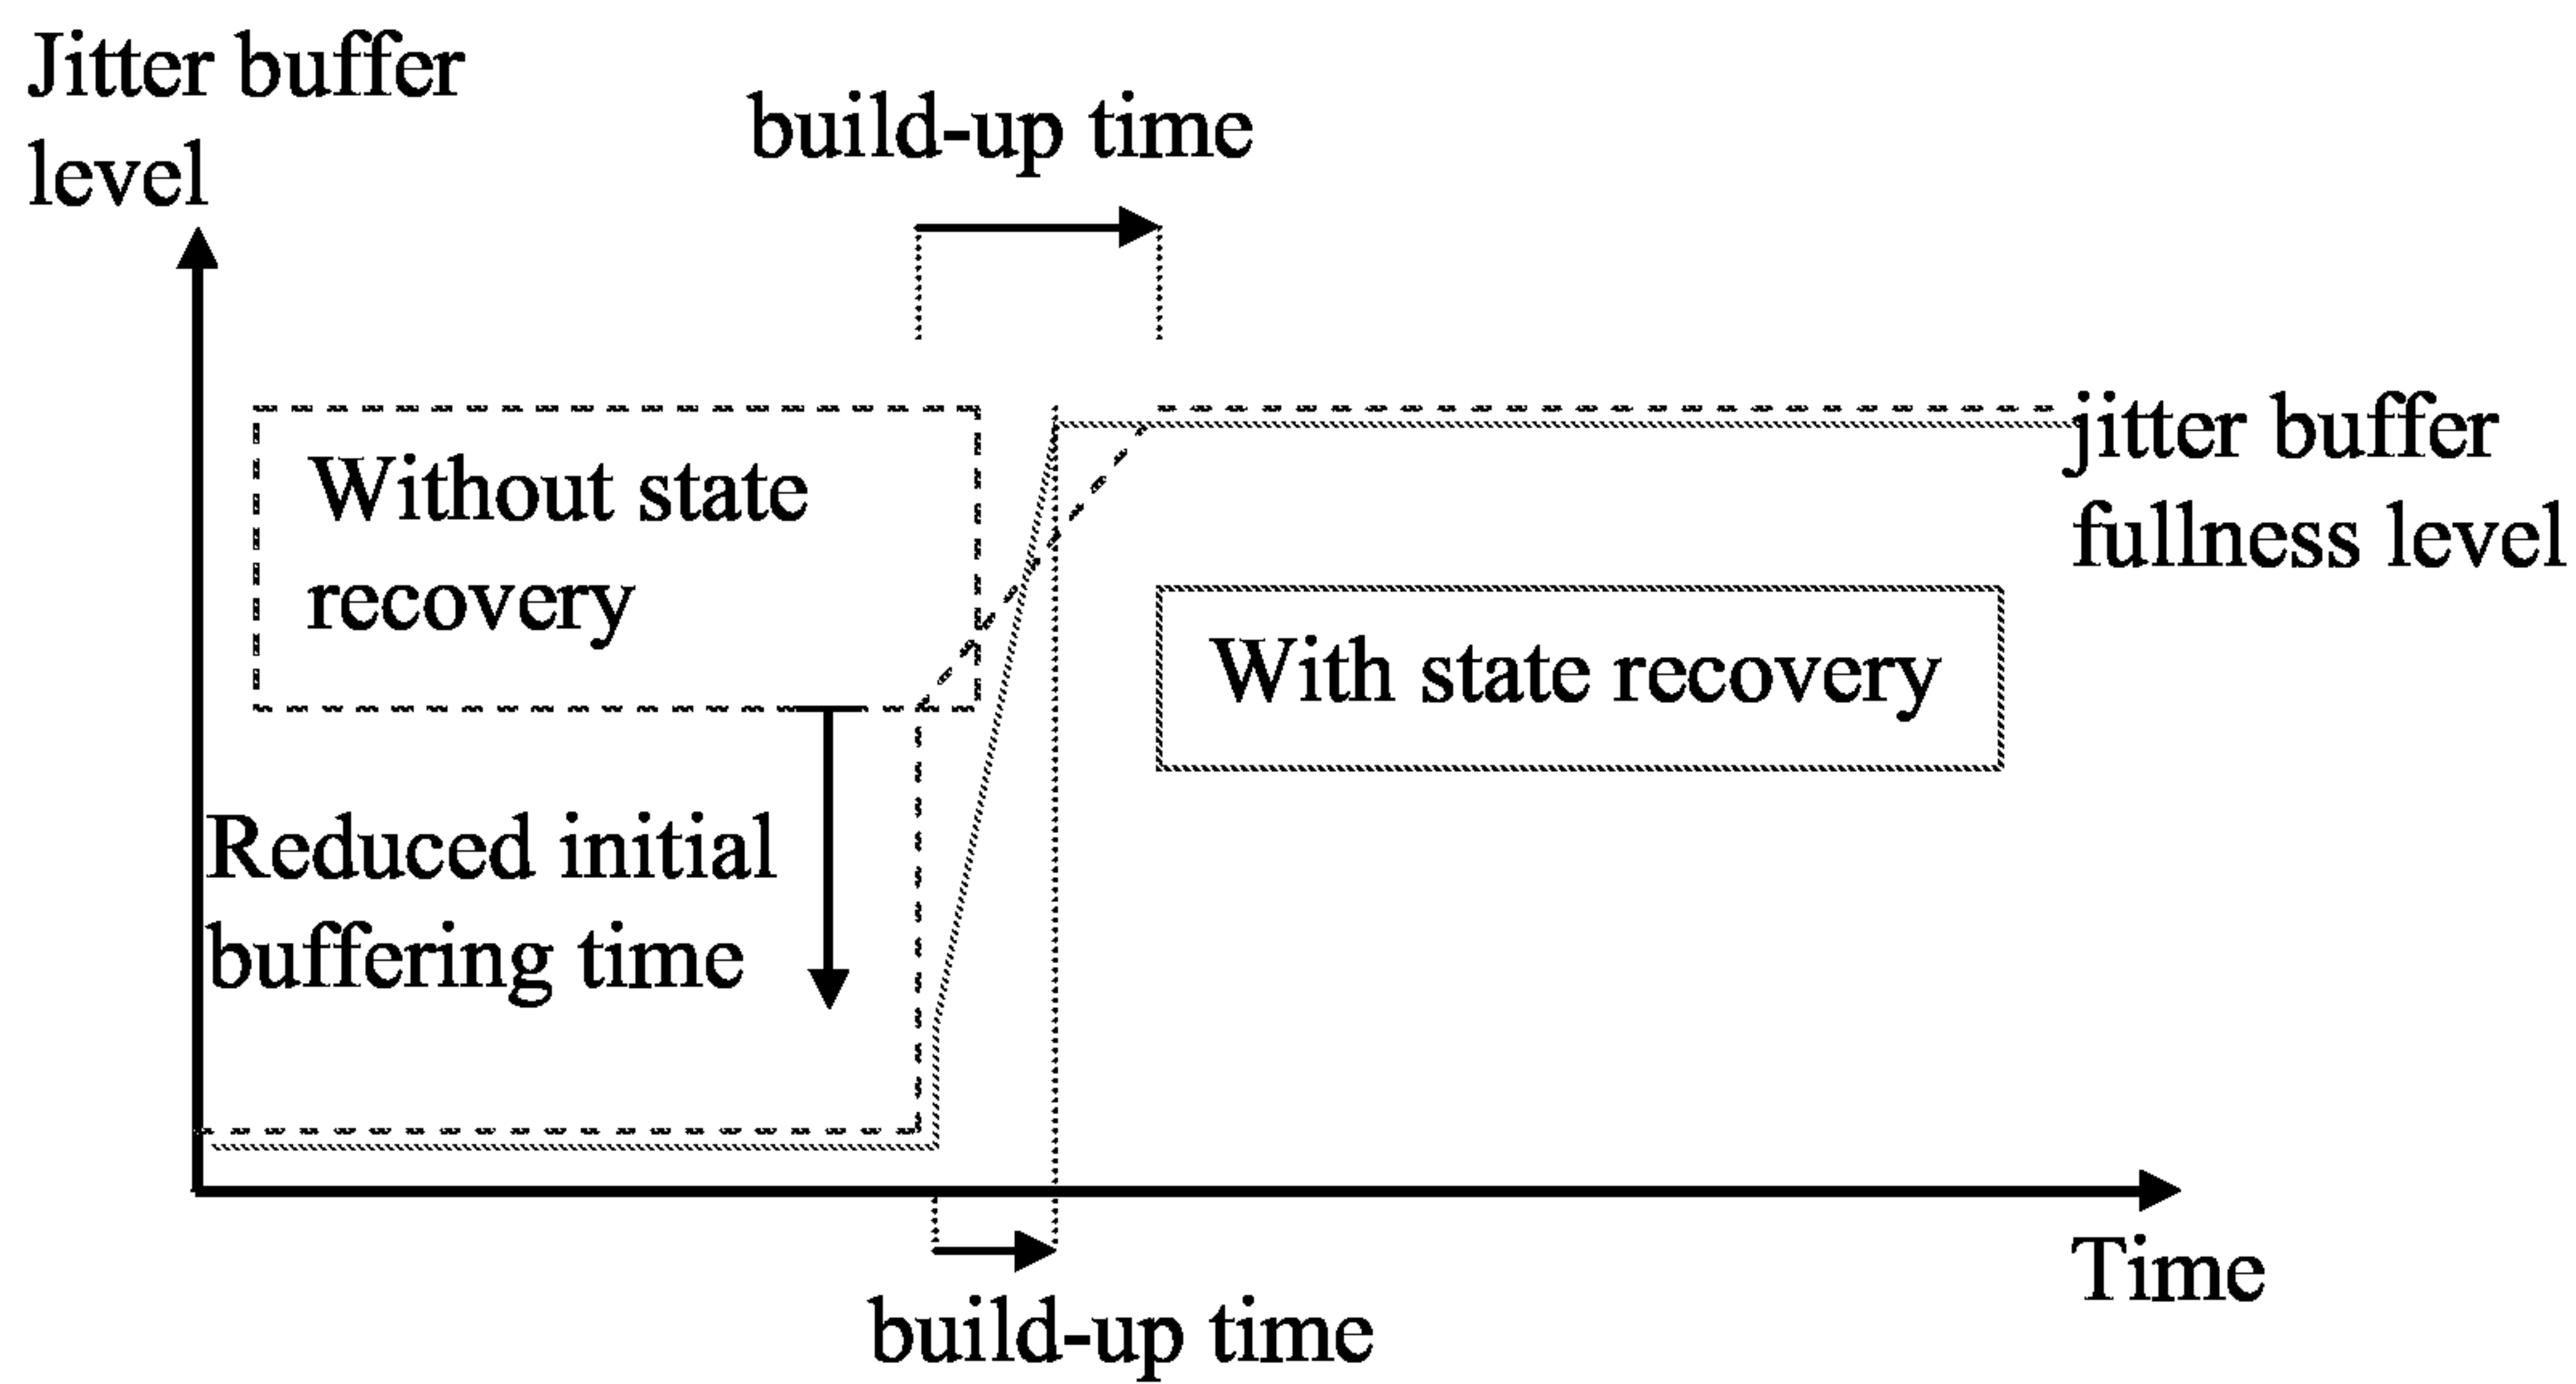 Jitter buffer
level
build-up time
Without state
recovery
jitter buffer
fullness level
With state recovery
Reduced initial
buffering time
Time
build-up time